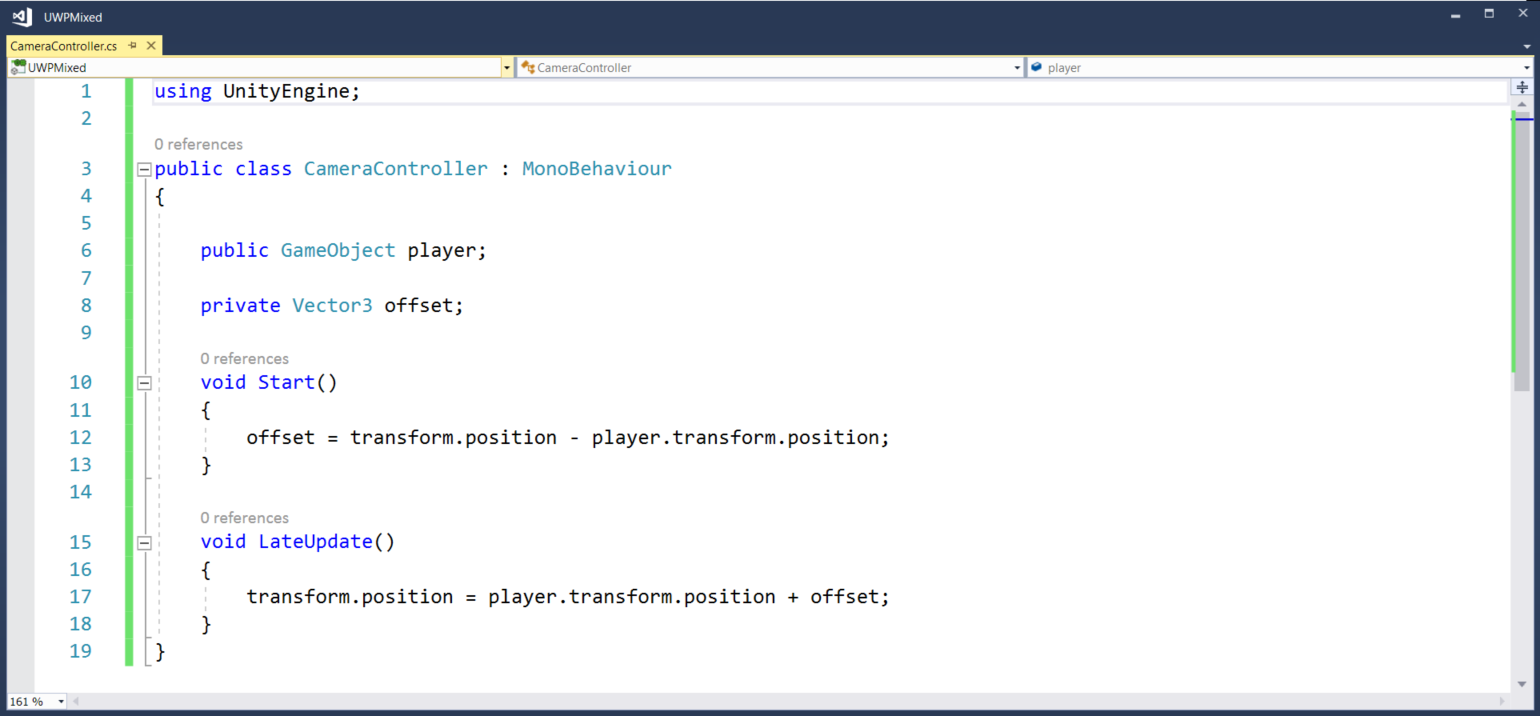 UWPMixed
CameraController.cs
UWPMixed CameraController player
1 using UnityEngine;
2
0 references
3 public class CameraController : MonoBehaviour
4 {
5
6 public GameObject player;
7
8 private Vector3 offset;
9
0 references
10 void Start()
11 {
12 offset = transform.position - player.transform.position;
13 }
14
0 references
15 void LateUpdate()
16 {
17 transform.position = player.transform.position + offset;
18 }
19 }
161 %